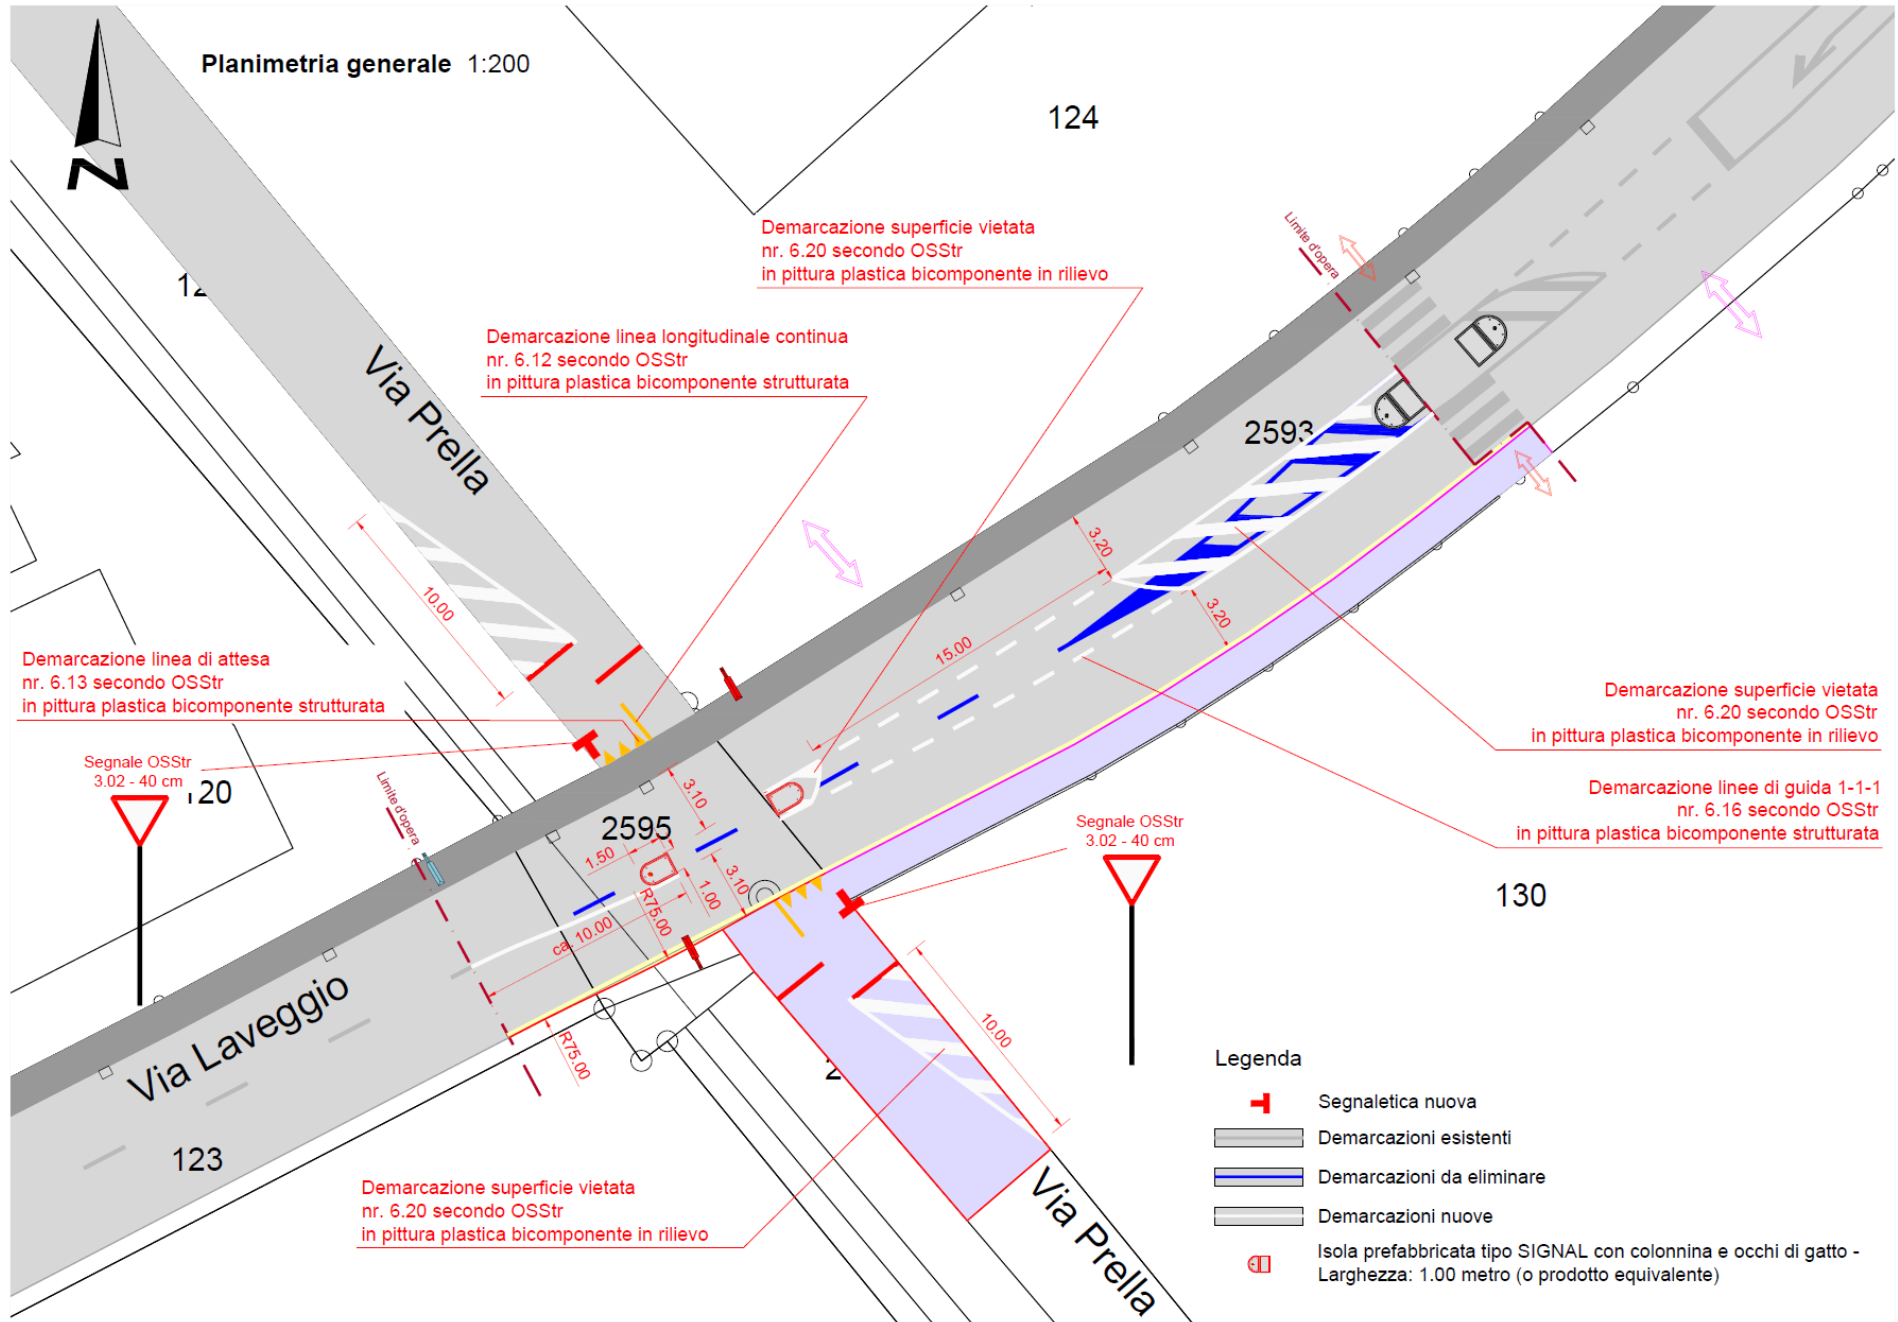 Planimetria generale 1:200
N
124
Demarcazione superficie vietata
nr. 6.20 secondo OSStr
in pittura plastica bicomponente in rilievo
Limite d'opera
Demarcazione linea longitudinale continua
nr. 6.12 secondo OSStr
in pittura plastica bicomponente strutturata
Via Prella
2593
3.20
10.00
3.20
15.00
Demarcazione linea di attesa
nr. 6.13 secondo OSStr
in pittura plastica bicomponente strutturata
Demarcazione superficie vietata
nr. 6.20 secondo OSStr
in pittura plastica bicomponente in rilievo
Segnale OSStr
3.02 - 40 cm
120
Limite d'opera
3.10
2595
1.50
3.10
1.00
R75.00
ca. 10.00
Segnale OSStr
3.02 - 40 cm
Demarcazione linee di guida 1-1-1
nr. 6.16 secondo OSStr
in pittura plastica bicomponente strutturata
130
Via Laveggio
R75.00
10.00
123
Demarcazione superficie vietata
nr. 6.20 secondo OSStr
in pittura plastica bicomponente in rilievo
Via Prella
Legenda
Segnaletica nuova
Demarcazioni esistenti
Demarcazioni da eliminare
Demarcazioni nuove
Isola prefabbricata tipo SIGNAL con colonnina e occhi di gatto -
Larghezza: 1.00 metro (o prodotto equivalente)